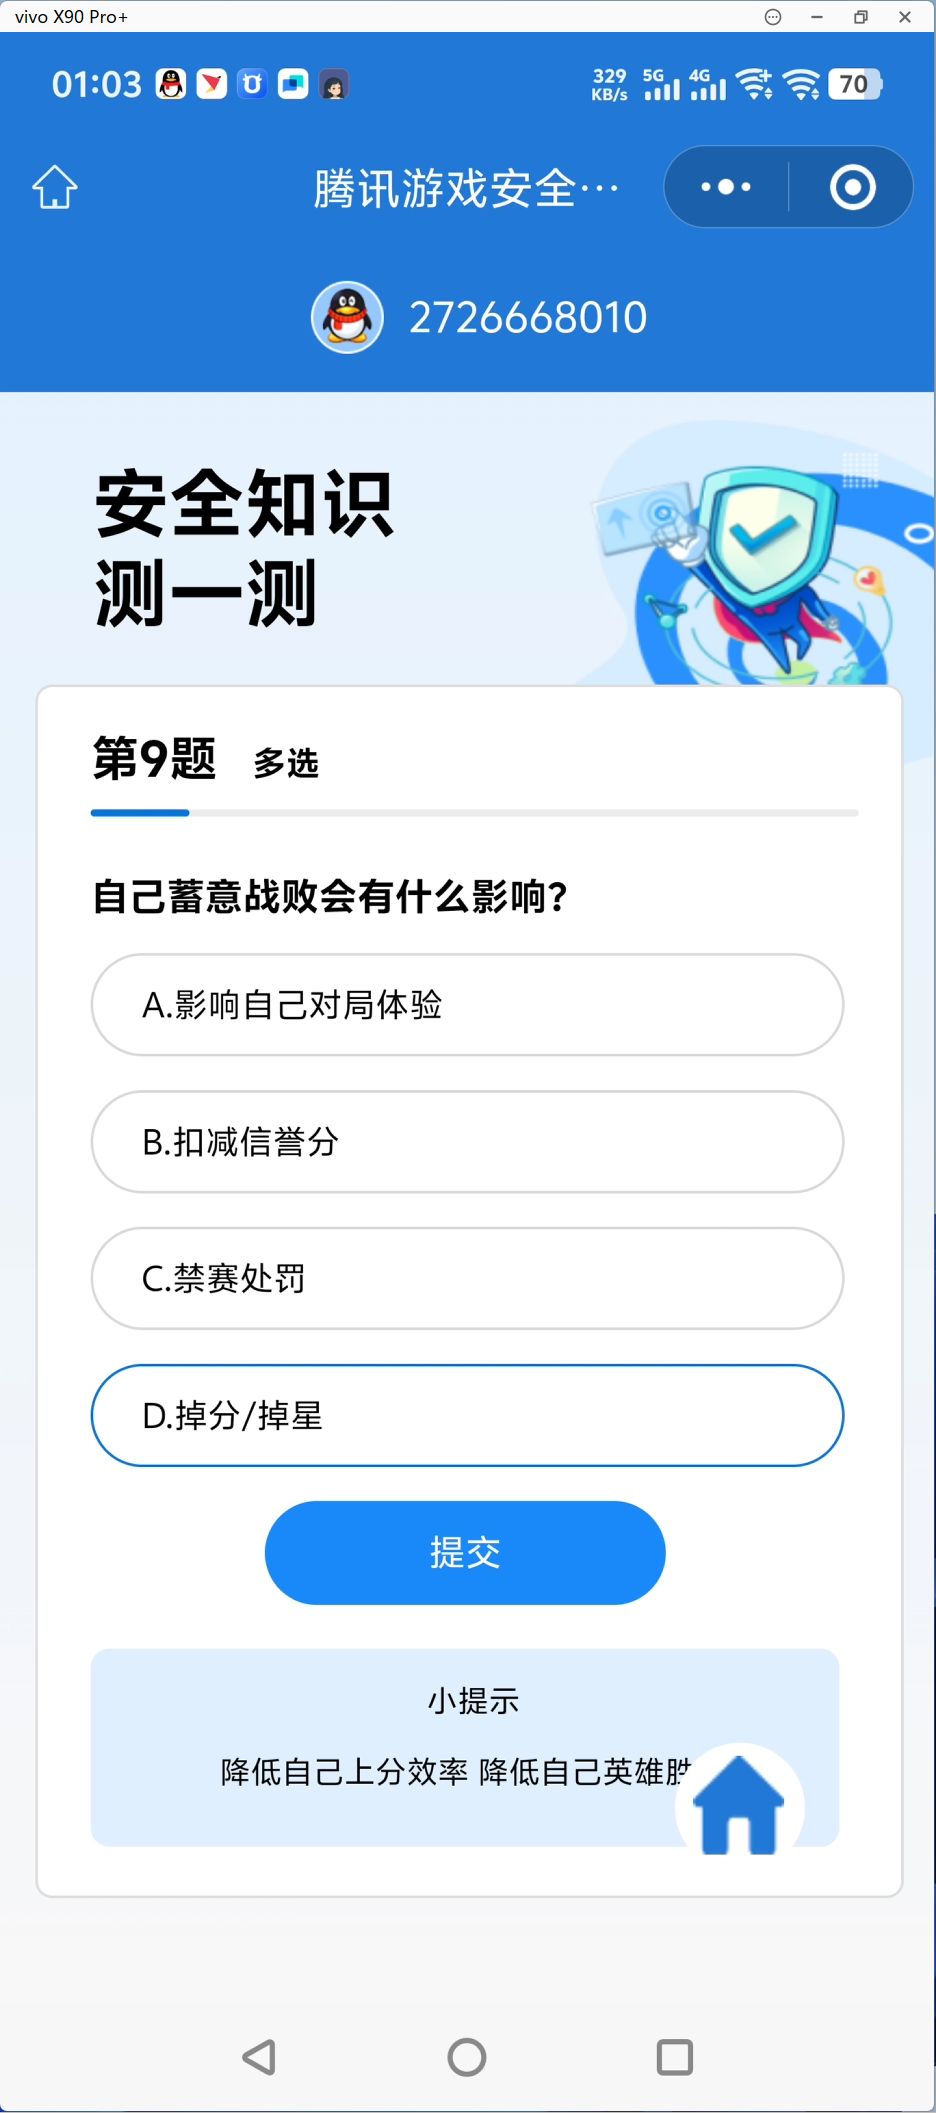 vivo X90 Pro+
01:03
329 KB/s 5G 4G 70
腾讯游戏安全···
2726668010
安全知识
测一测
第9题 多选
自己蓄意战败会有什么影响?
A.影响自己对局体验
B.扣减信誉分
C.禁赛处罚
D.掉分/掉星
提交
小提示
降低自己上分效率 降低自己英雄胜